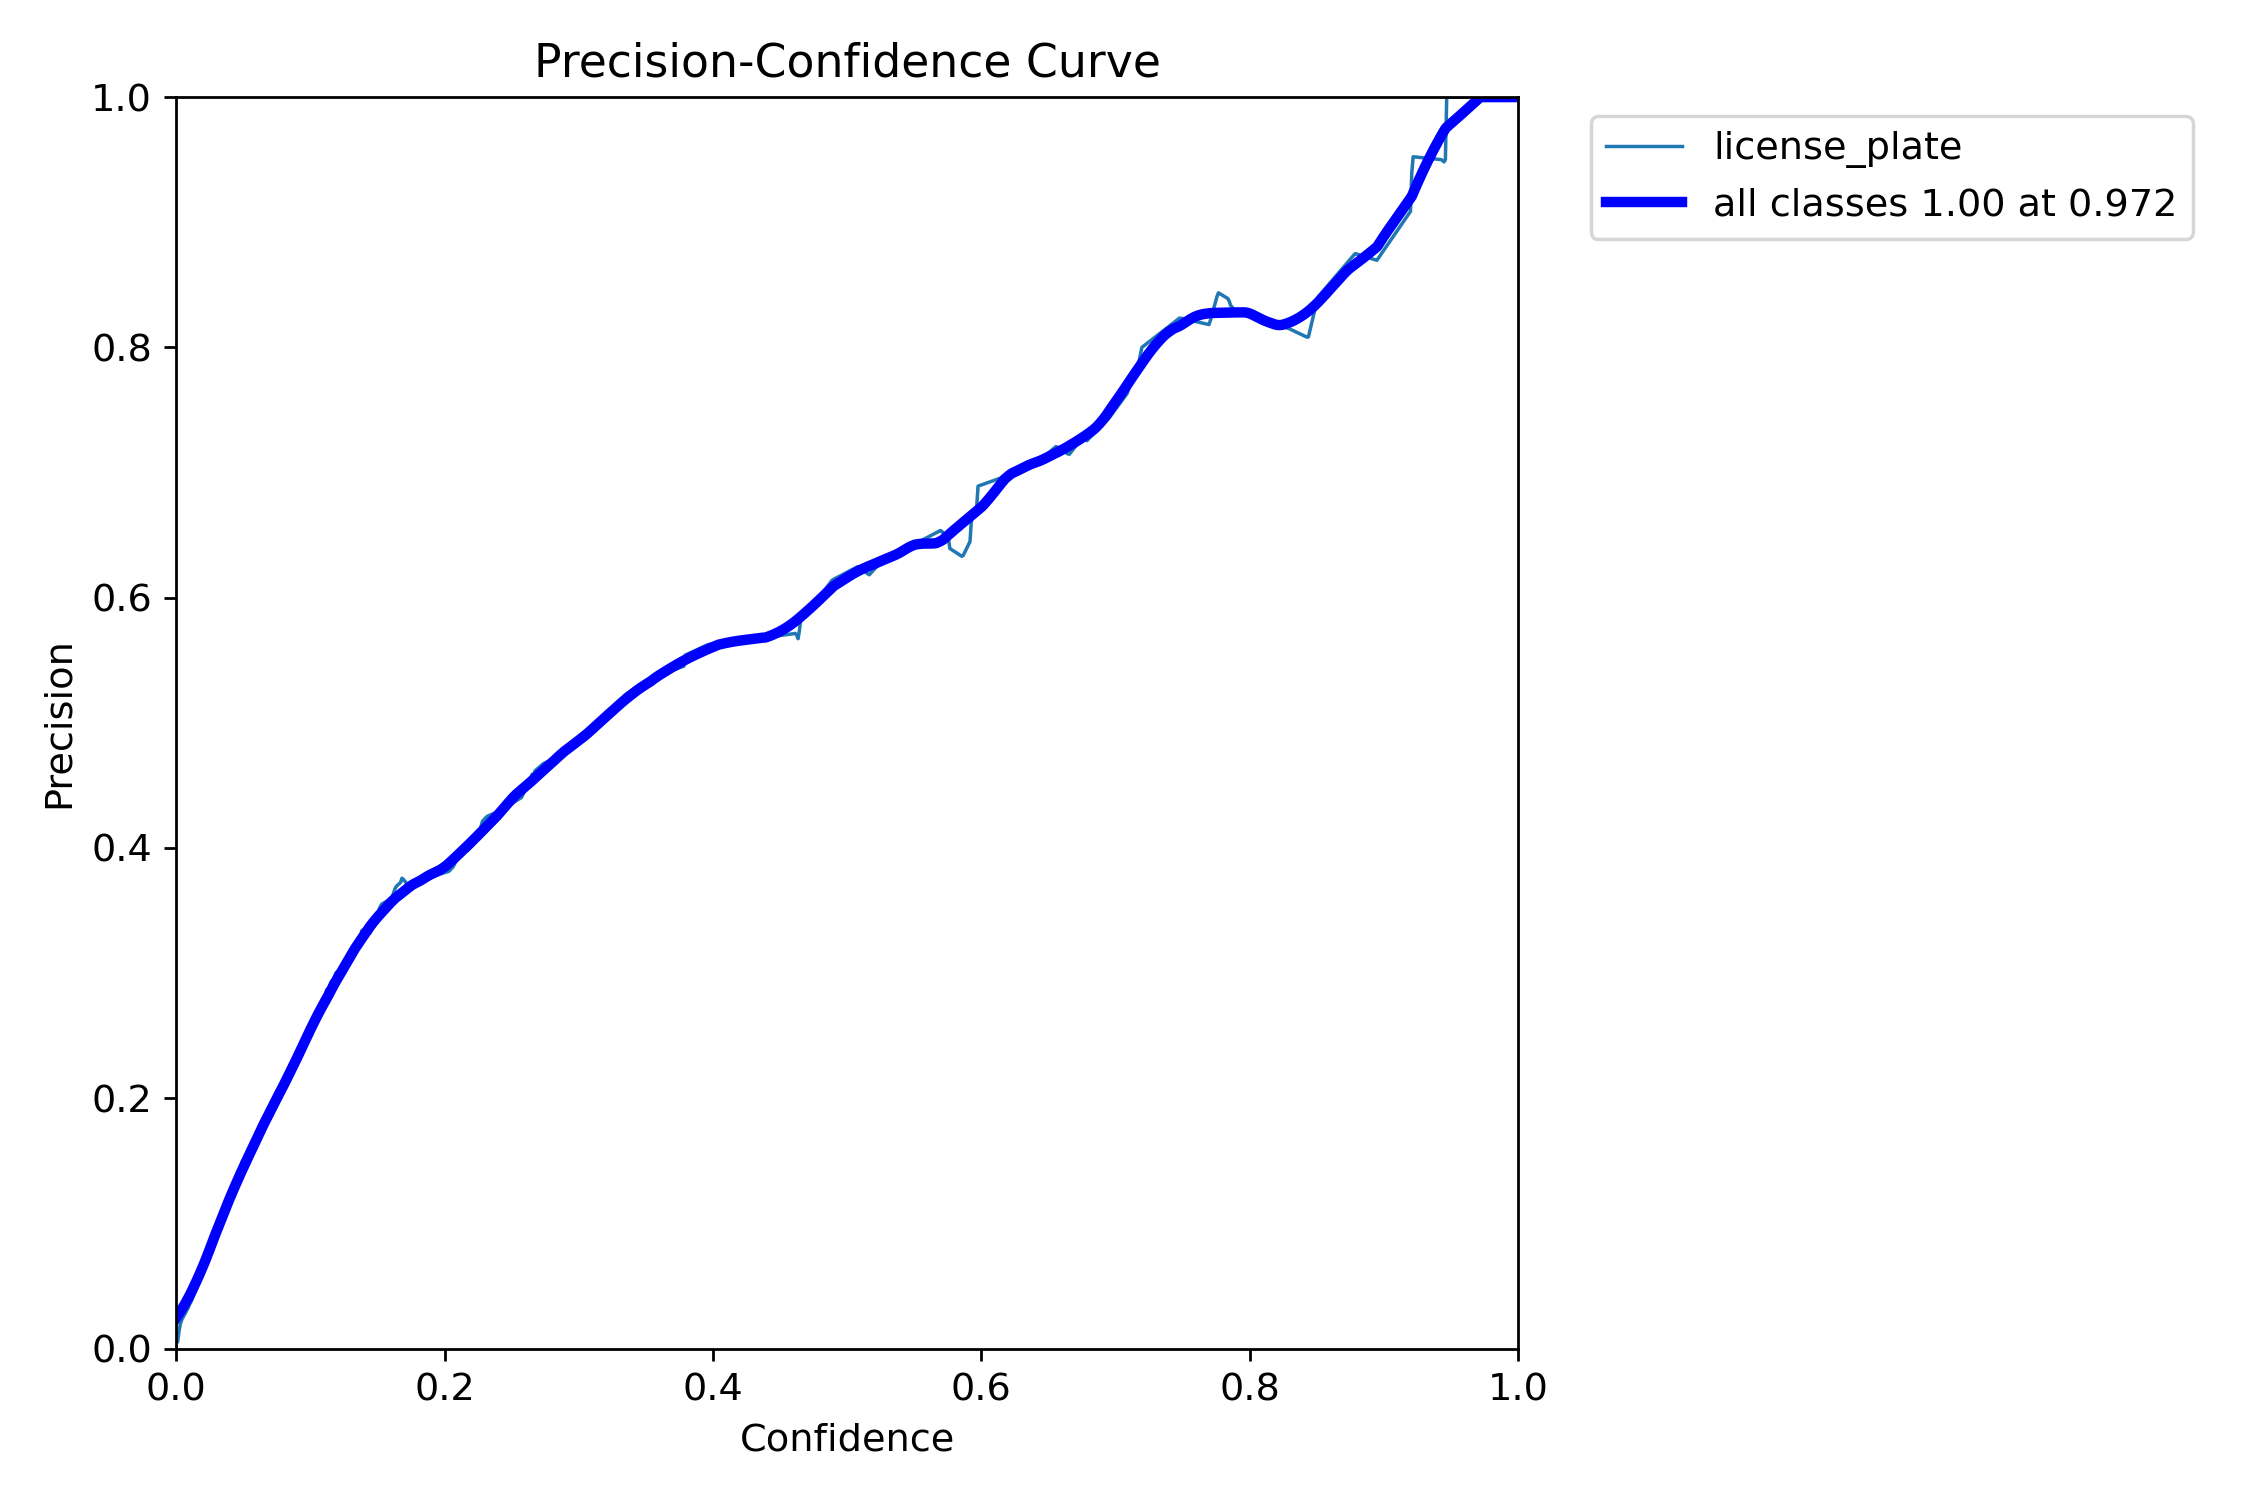 Precision-Confidence Curve
1.0
0.8
0.6
0.4
0.2
0.0
Precision
0.0 0.2 0.4 0.6 0.8 1.0
Confidence
license_plate
all classes 1.00 at 0.972